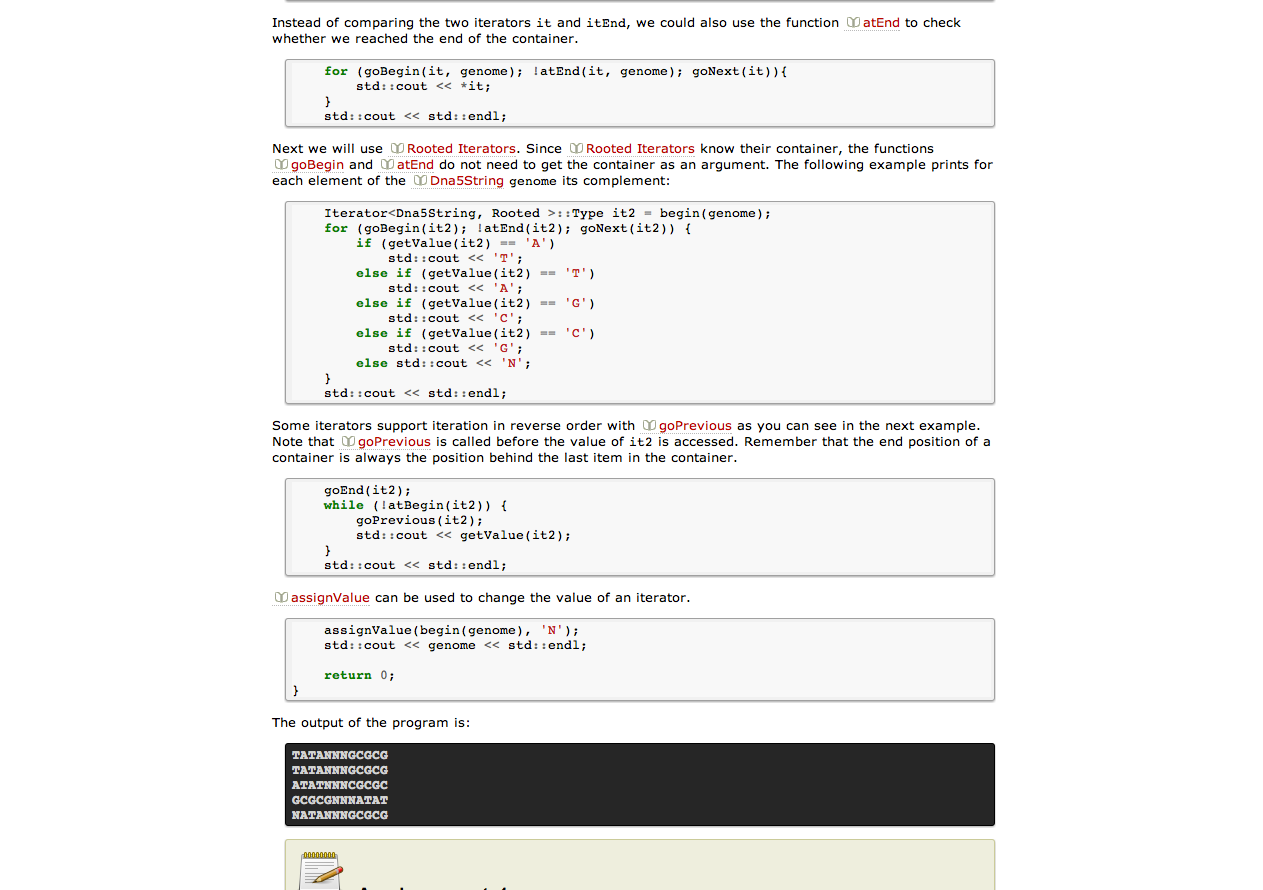 Instead of comparing the two iterators it and itEnd, we could also use the function atEnd to check
whether we reached the end of the container.
for (goBegin(it, genome); !atEnd(it, genome); goNext(it)){
std::cout << *it;
}
std::cout << std::endl;
Next we will use Rooted Iterators. Since Rooted Iterators know their container, the functions
goBegin and atEnd do not need to get the container as an argument. The following example prints for
each element of the Dna5String genome its complement:
Iterator<Dna5String, Rooted >::Type it2 = begin(genome);
for (goBegin(it2); !atEnd(it2); goNext(it2)) {
if (getValue(it2) == 'A')
std::cout << 'T';
else if (getValue(it2) == 'T')
std::cout << 'A';
else if (getValue(it2) == 'G')
std::cout << 'C';
else if (getValue(it2) == 'C')
std::cout << 'G';
else std::cout << 'N';
}
std::cout << std::endl;
Some iterators support iteration in reverse order with goPrevious as you can see in the next example.
Note that goPrevious is called before the value of it2 is accessed. Remember that the end position of a
container is always the position behind the last item in the container.
goEnd(it2);
while (!atBegin(it2)) {
goPrevious(it2);
std::cout << getValue(it2);
}
std::cout << std::endl;
assignValue can be used to change the value of an iterator.
assignValue(begin(genome), 'N');
std::cout << genome << std::endl;
return 0;
}
The output of the program is:
TATANNNGCGCG
TATANNNGCGCG
ATATNNNCGCGC
GCGCGNNNATAT
NATANNNGCGCG